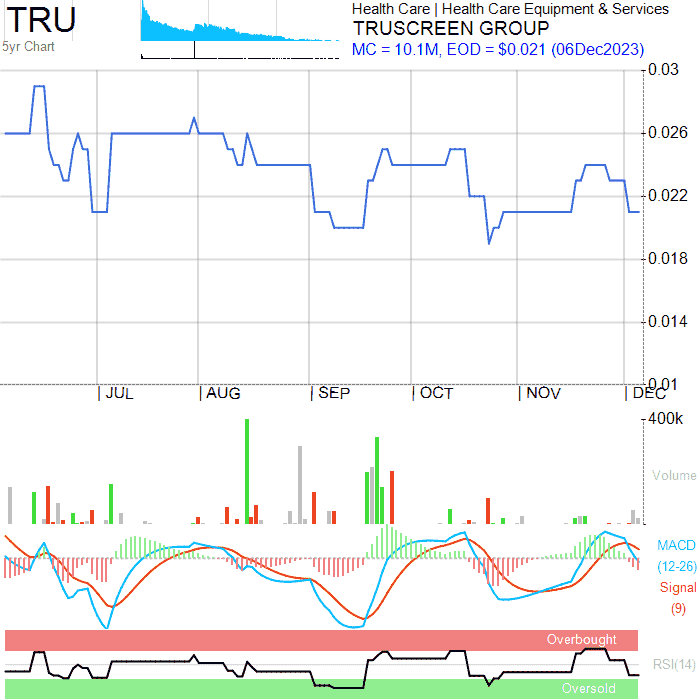 TRU
5yr Chart
Health Care | Health Care Equipment & Services
TRUSCREEN GROUP
MC = 10.1M, EOD = $0.021 (06Dec2023)
0.03
0.026
0.022
0.018
0.014
0.01
| JUL | AUG | SEP | OCT | NOV | DEC
400k
Volume
MACD
(12-26)
Signal
(9)
Overbought
RSI(14)
Oversold